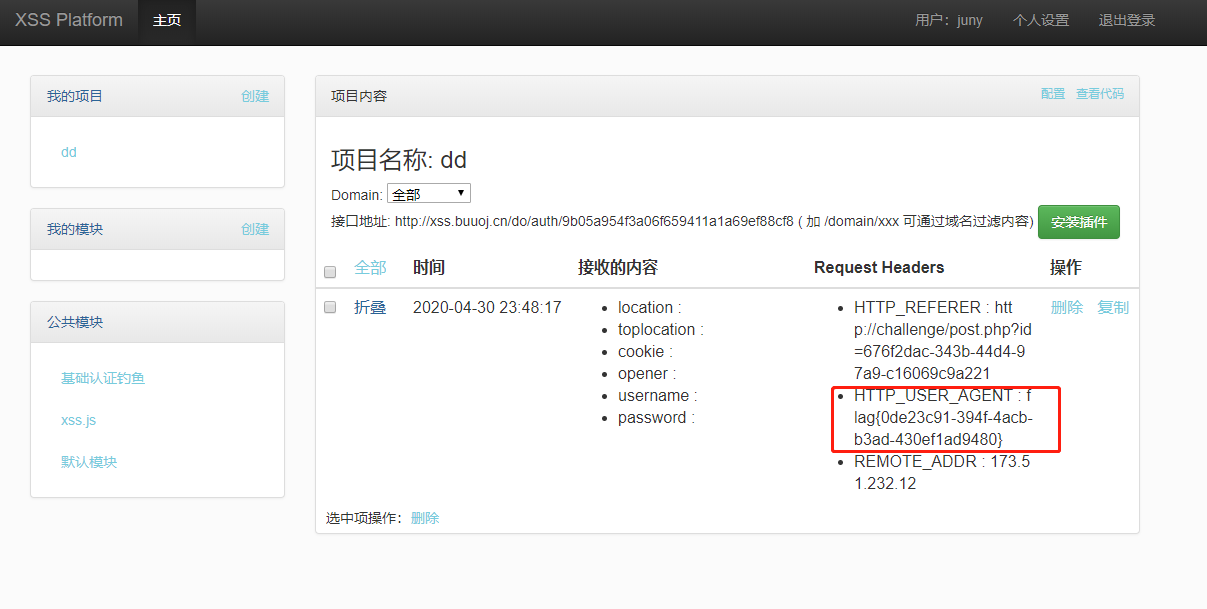 XSS Platform 主页 用户：juny 个人设置 退出登录
我的项目 创建
dd
我的模块 创建
公共模块
基础认证钓鱼
xss.js
默认模块
项目内容 配置 查看代码
项目名称: dd
Domain: 全部
接口地址: http://xss.buuoj.cn/do/auth/9b05a954f3a06f659411a1a69ef88cf8 ( 加 /domain/xxx 可通过域名过滤内容) 安装插件
全部 时间 接收的内容 Request Headers 操作
折叠 2020-04-30 23:48:17
location :
toplocation :
cookie :
opener :
username :
password :
HTTP_REFERER : htt
p://challenge/post.php?id
=676f2dac-343b-44d4-9
7a9-c16069c9a221
HTTP_USER_AGENT : f
lag{0de23c91-394f-4acb-
b3ad-430ef1ad9480}
REMOTE_ADDR : 173.5
1.232.12
删除 复制
选中项操作： 删除